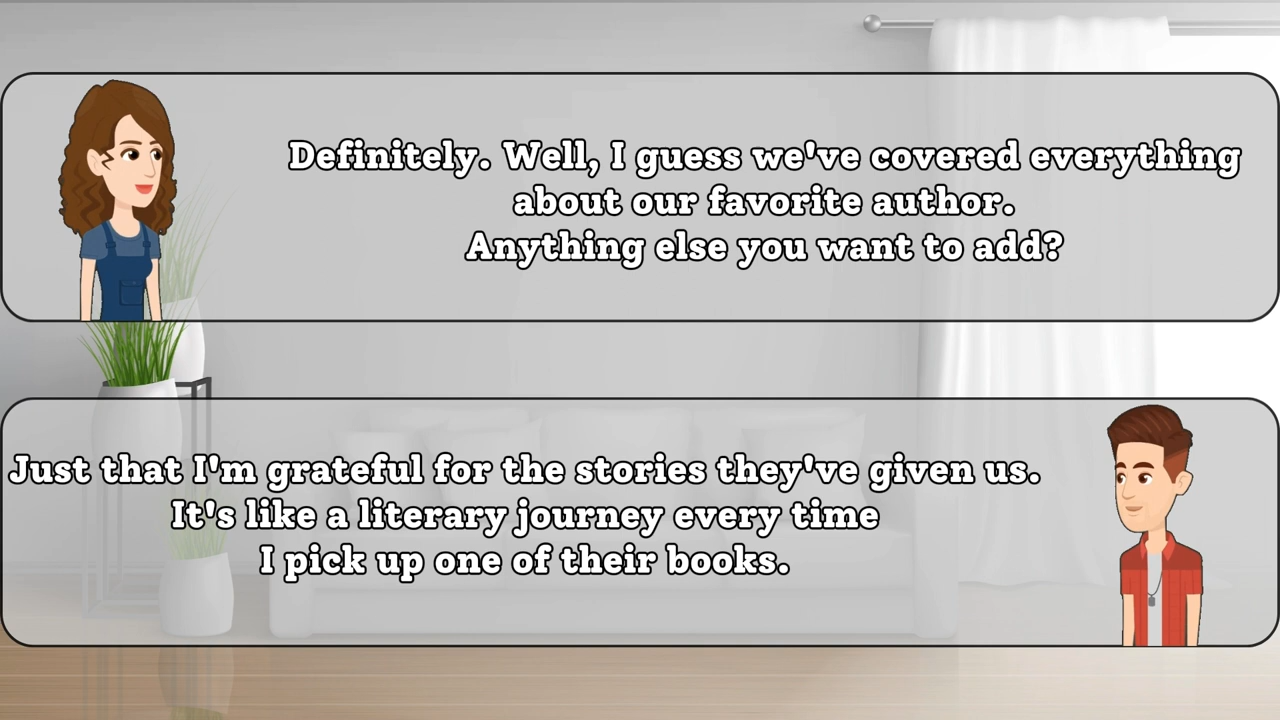 Definitely. Well, I guess we've covered everything
about our favorite author.
Anything else you want to add?
Just that I'm grateful for the stories they've given us.
It's like a literary journey every time
I pick up one of their books.